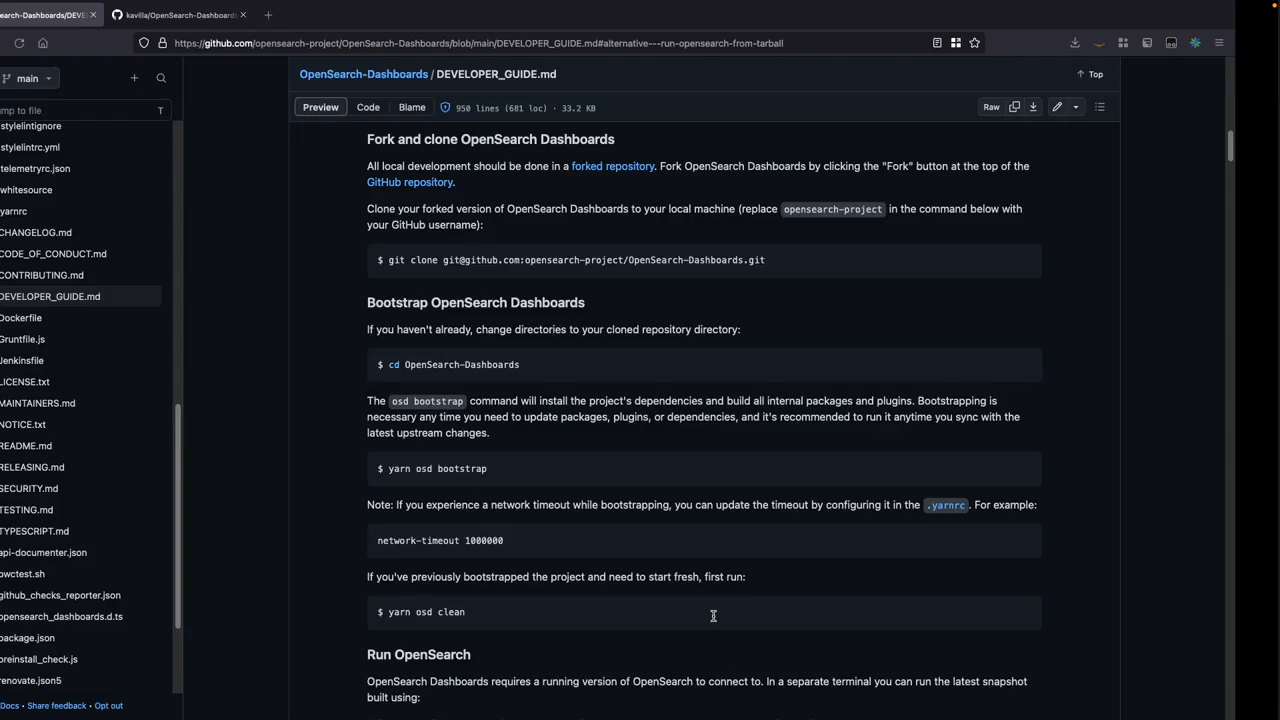 search-Dashboards/DEVE
kavilla/OpenSearch-Dashboards:
https://github.com/opensearch-project/OpenSearch-Dashboards/blob/main/DEVELOPER_GUIDE.md#alternative---run-opensearch-from-tarball
main
ump to file
T
stylelintignore
stylelintrc.yml
telemetryrc.json
whitesource
yarnrc
CHANGELOG.md
CODE_OF_CONDUCT.md
CONTRIBUTING.md
DEVELOPER_GUIDE.md
Dockerfile
Gruntfile.js
Jenkinsfile
LICENSE.txt
MAINTAINERS.md
NOTICE.txt
README.md
RELEASING.md
SECURITY.md
TESTING.md
TYPESCRIPT.md
api-documenter.json
bwctest.sh
github_checks_reporter.json
opensearch_dashboards.d.ts
package.json
preinstall_check.js
renovate.json5
Docs Share feedback Opt out
OpenSearch-Dashboards / DEVELOPER_GUIDE.md
Top
Preview Code Blame 950 lines (681 loc) · 33.2 KB
Raw
Fork and clone OpenSearch Dashboards
All local development should be done in a forked repository. Fork OpenSearch Dashboards by clicking the "Fork" button at the top of the
GitHub repository.
Clone your forked version of OpenSearch Dashboards to your local machine (replace opensearch-project in the command below with
your GitHub username):
$ git clone git@github.com:opensearch-project/OpenSearch-Dashboards.git
Bootstrap OpenSearch Dashboards
If you haven't already, change directories to your cloned repository directory:
$ cd OpenSearch-Dashboards
The osd bootstrap command will install the project's dependencies and build all internal packages and plugins. Bootstrapping is
necessary any time you need to update packages, plugins, or dependencies, and it's recommended to run it anytime you sync with the
latest upstream changes.
$ yarn osd bootstrap
Note: If you experience a network timeout while bootstrapping, you can update the timeout by configuring it in the .yarnrc. For example:
network-timeout 1000000
If you've previously bootstrapped the project and need to start fresh, first run:
$ yarn osd clean
Run OpenSearch
OpenSearch Dashboards requires a running version of OpenSearch to connect to. In a separate terminal you can run the latest snapshot
built using: